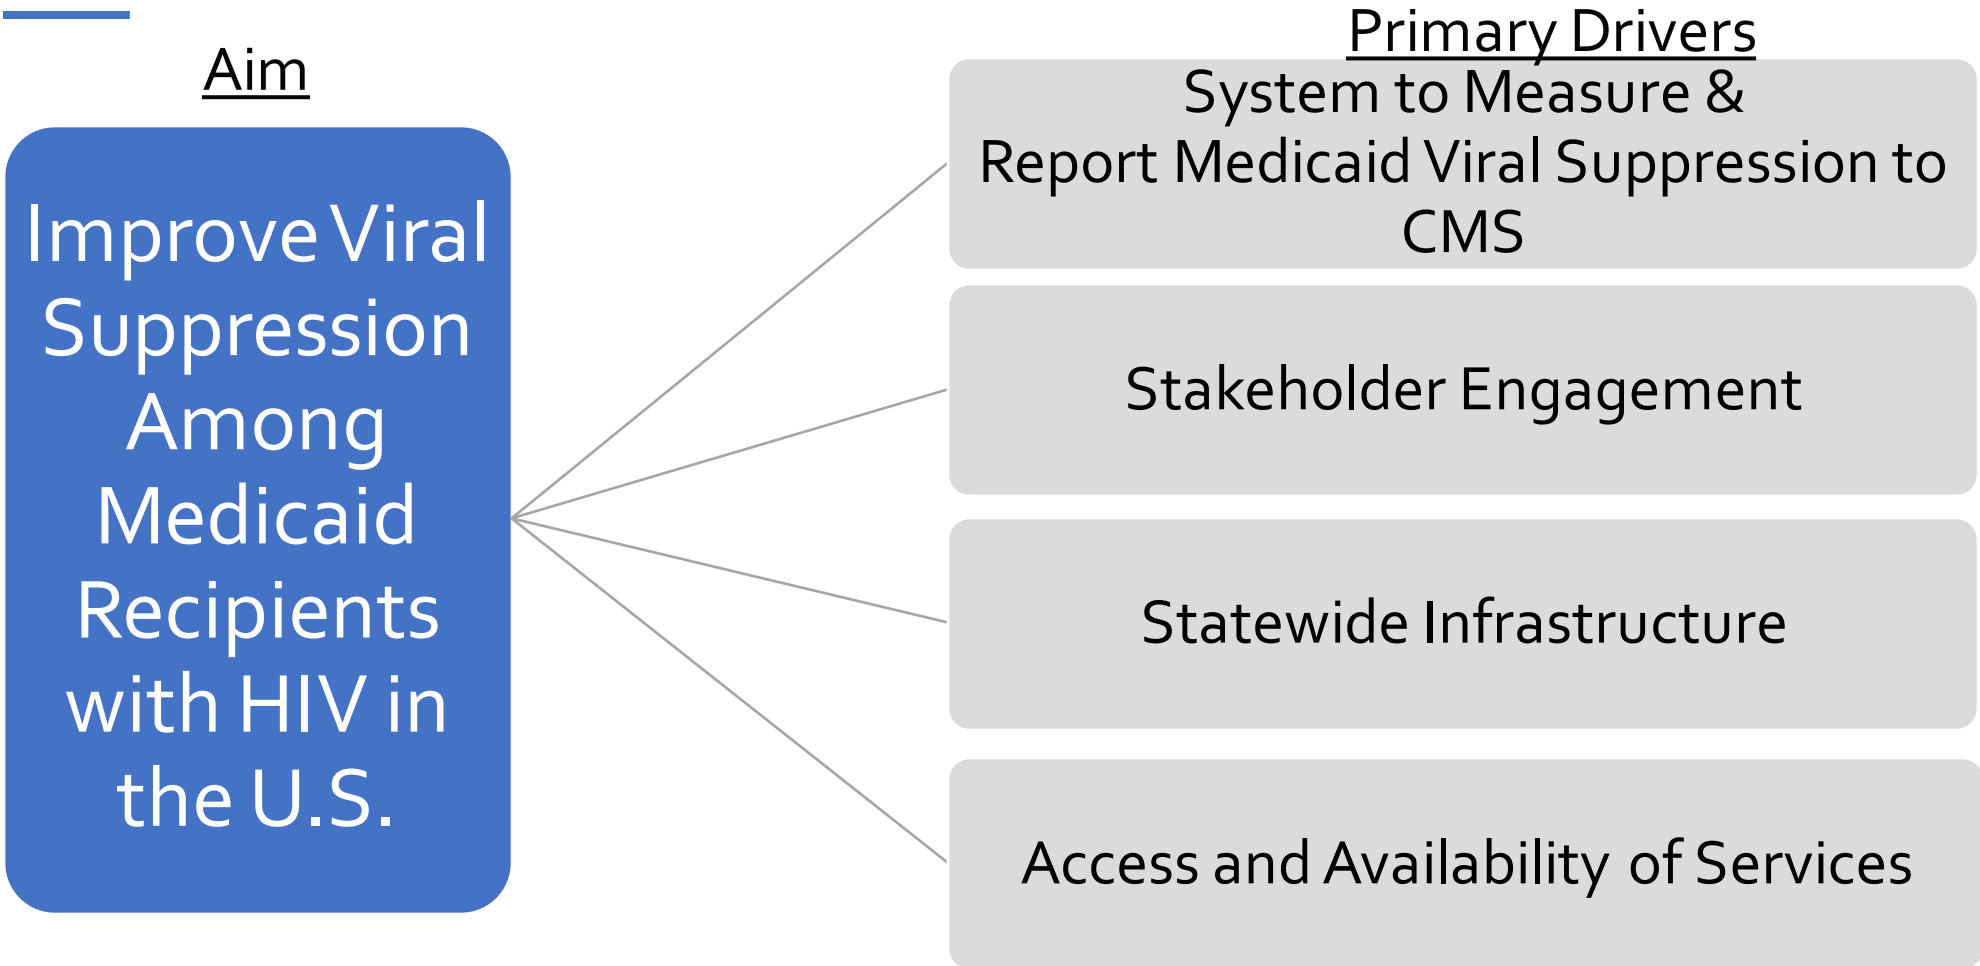 Aim
Improve Viral
Suppression
Among
Medicaid
Recipients
with HIV in
the U.S.
Primary Drivers
System to Measure &
Report Medicaid Viral Suppression to
CMS
Stakeholder Engagement
Statewide Infrastructure
Access and Availability of Services